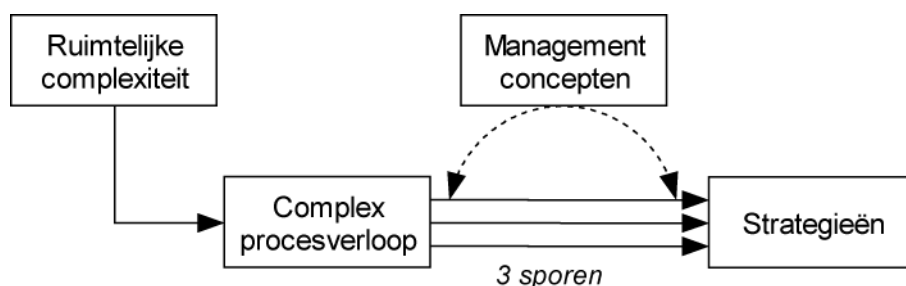 Ruimtelijke
complexiteit
Management
concepten
Complex
procesverloop
Strategieën
3 sporen